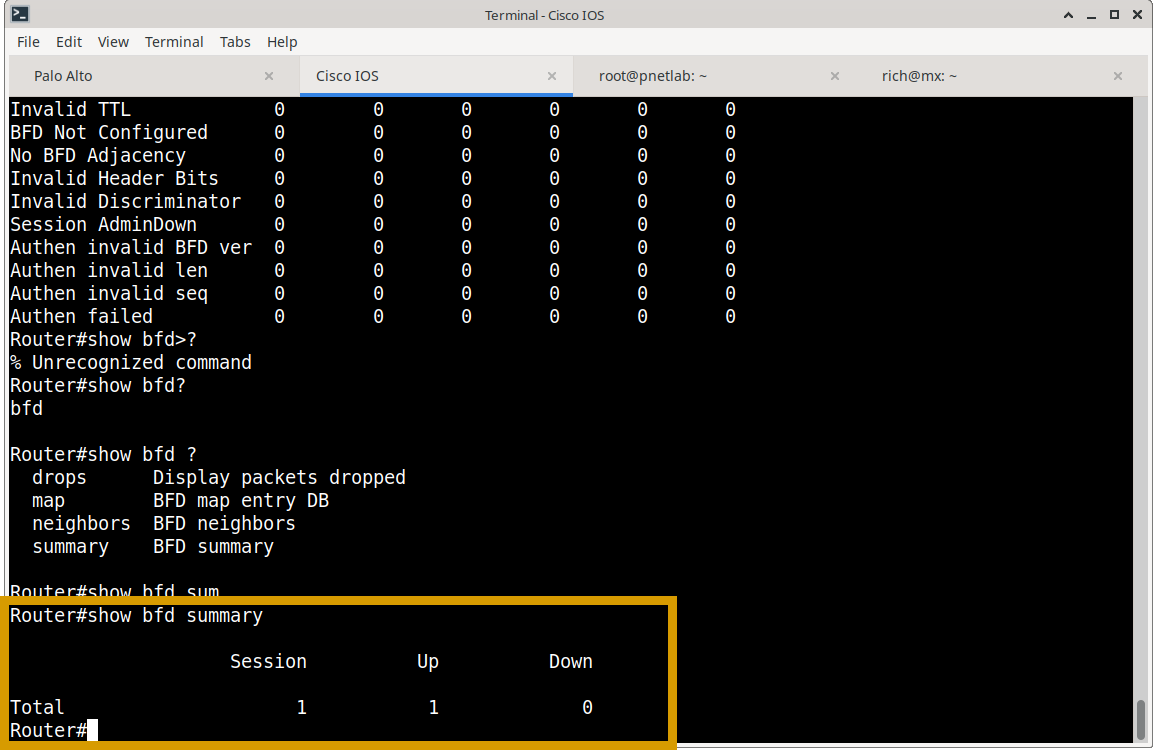 Terminal - Cisco IOS
File Edit View Terminal Tabs Help
Palo Alto Cisco IOS root@pnetlab: ~ rich@mx: ~
Invalid TTL 0 0 0 0 0 0
BFD Not Configured 0 0 0 0 0 0
No BFD Adjacency 0 0 0 0 0 0
Invalid Header Bits 0 0 0 0 0 0
Invalid Discriminator 0 0 0 0 0 0
Session AdminDown 0 0 0 0 0 0
Authen invalid BFD ver 0 0 0 0 0 0
Authen invalid len 0 0 0 0 0 0
Authen invalid seq 0 0 0 0 0 0
Authen failed 0 0 0 0 0 0
Router#show bfd>?
% Unrecognized command
Router#show bfd?
bfd
Router#show bfd ?
drops Display packets dropped
map BFD map entry DB
neighbors BFD neighbors
summary BFD summary
Router#show bfd sum
Router#show bfd summary
Session Up Down
Total 1 1 0
Router#